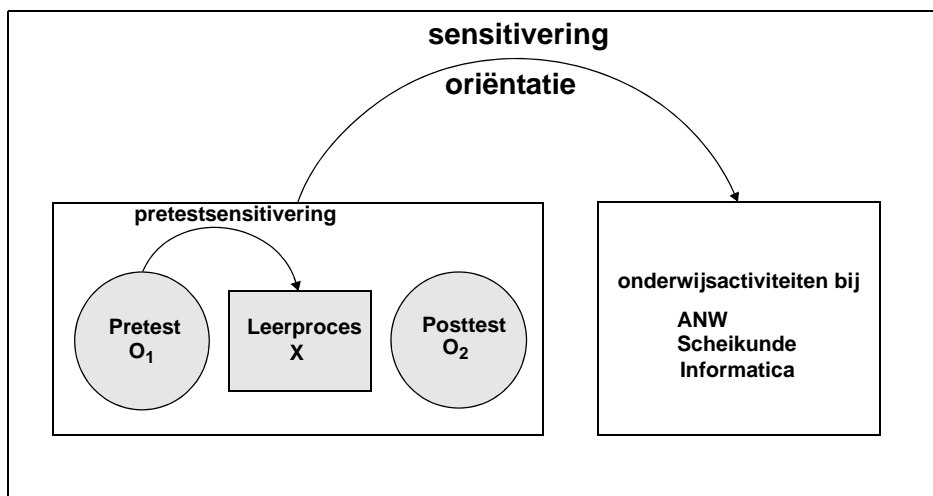 sensitivering
oriëntatie
pretestsensitivering
Pretest
O1
Leerproces
X
Posttest
O2
onderwijsactiviteiten bij
ANW
Scheikunde
Informatica